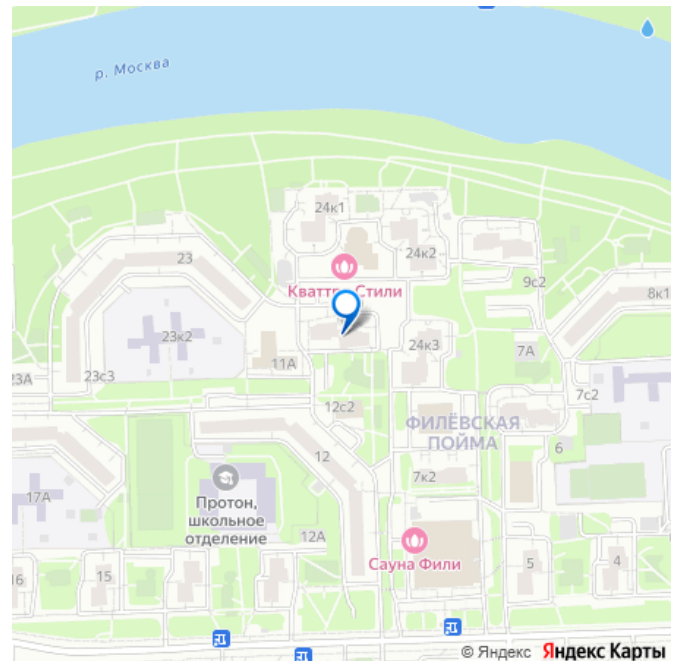 р. Москва
24к1
23
24к2
Кваттро Стили
9с2
8к1
23к2
24к3
7А
11А
23А
23с3
7с2
12с2
ФИЛЁВСКАЯ
ПОЙМА
12
6
7к2
17А
Протон,
школьное
отделение
12А
Сауна Фили
16
15
5
4
© Яндекс Яндекс Карты